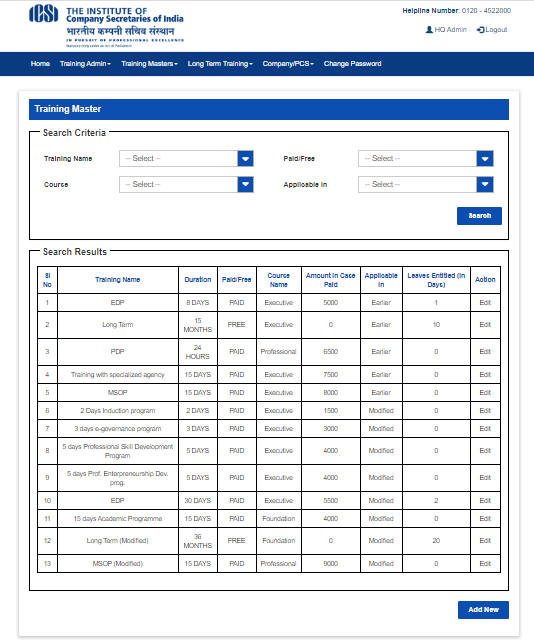 ICSI THE INSTITUTE OF
Company Secretaries of India
भारतीय कम्पनी सचिव संस्थान
IN PURSUIT OF PROFESSIONAL EXCELLENCE
Statutory body under an Act of Parliament
Helpline Number: 0120 - 4522000
HQ Admin Logout
Home Training Admin Training Masters Long Term Training Company/PCS Change Password
Training Master
Search Criteria
Training Name -- Select -- Paid/Free -- Select --
Course -- Select -- Applicable In -- Select --
Search
Search Results
Sl No Training Name Duration Paid/Free Course Name Amount In Case Paid Applicable In Leaves Entitled (In Days) Action
1 EDP 8 DAYS PAID Executive 5000 Earlier 1 Edit
2 Long Term 15 MONTHS FREE Executive 0 Earlier 10 Edit
3 PDP 24 HOURS PAID Professional 6500 Earlier 0 Edit
4 Training with specialized agency 15 DAYS PAID Executive 7500 Earlier 0 Edit
5 MSOP 15 DAYS PAID Executive 8000 Earlier 0 Edit
6 2 Days Induction program 2 DAYS PAID Executive 1500 Modified 0 Edit
7 3 days e-governance program 3 DAYS PAID Executive 3000 Modified 0 Edit
8 5 days Professional Skill Development Program 5 DAYS PAID Executive 4000 Modified 0 Edit
9 5 days Prof. Enterpreneurship Dev. prog. 5 DAYS PAID Executive 4000 Modified 0 Edit
10 EDP 30 DAYS PAID Executive 5500 Modified 2 Edit
11 15 days Academic Programme 15 DAYS PAID Foundation 4000 Modified 0 Edit
12 Long Term (Modified) 36 MONTHS FREE Foundation 0 Modified 20 Edit
13 MSOP (Modified) 15 DAYS PAID Professional 9000 Modified 0 Edit
Add New